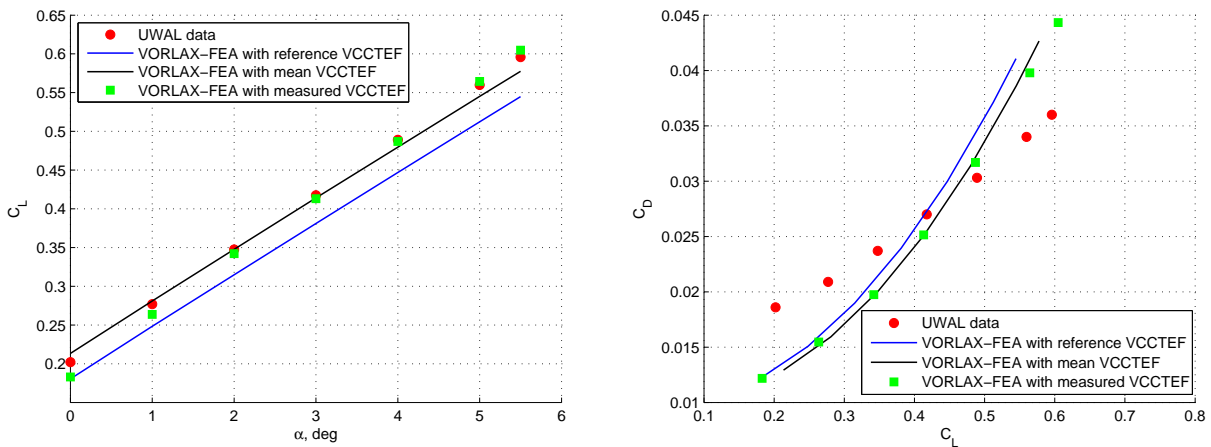 0.65
0.6
0.55
0.5
0.45
0.4
0.35
0.3
0.25
0.2
0 1 2 3 4 5 6
C_L
α, deg
UWAL data
VORLAX−FEA with reference VCCTEF
VORLAX−FEA with mean VCCTEF
VORLAX−FEA with measured VCCTEF
0.045
0.04
0.035
0.03
0.025
0.02
0.015
0.01
0.1 0.2 0.3 0.4 0.5 0.6 0.7 0.8
C_D
C_L
UWAL data
VORLAX−FEA with reference VCCTEF
VORLAX−FEA with mean VCCTEF
VORLAX−FEA with measured VCCTEF